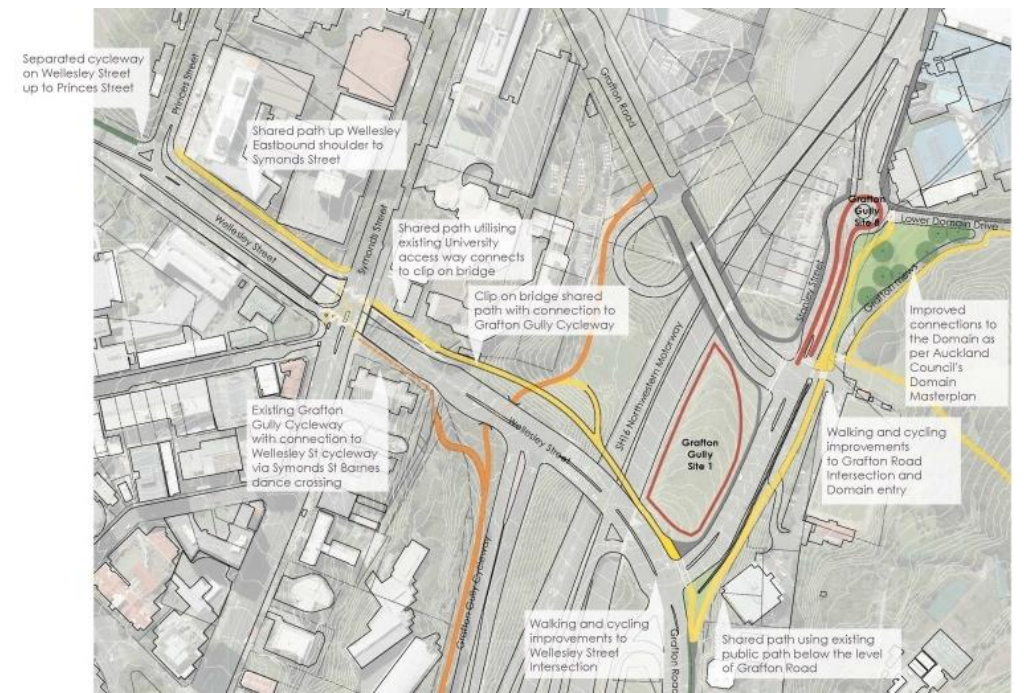 Separated cycleway
on Wellesley Street
up to Princes Street
Princes Street
Shared path up Wellesley
Eastbound shoulder to
Symonds Street
Grafton Road
Wellesley Street
Symonds Street
Shared path utilising
existing University
access way connects
to clip on bridge
Clip on bridge shared
path with connection to
Grafton Gully Cycleway
Grafton
Gully
Site
Lower Domain Drive
Stanley Street
Grafton Mews
Improved
connections to
the Domain as
per Auckland
Council's
Domain
Masterplan
SH16 Northwestern Motorway
Existing Grafton
Gully Cycleway
with connection to
Wellesley St cycleway
via Symonds St Barnes
dance crossing
Wellesley Street
Grafton
Gully
Site 1
Walking and cycling
improvements
to Grafton Road
Intersection and
Domain entry
Grafton Gully Cycleway
Walking and cycling
improvements to
Wellesley Street
Intersection
Grafton Road
Shared path using existing
public path below the level
of Grafton Road